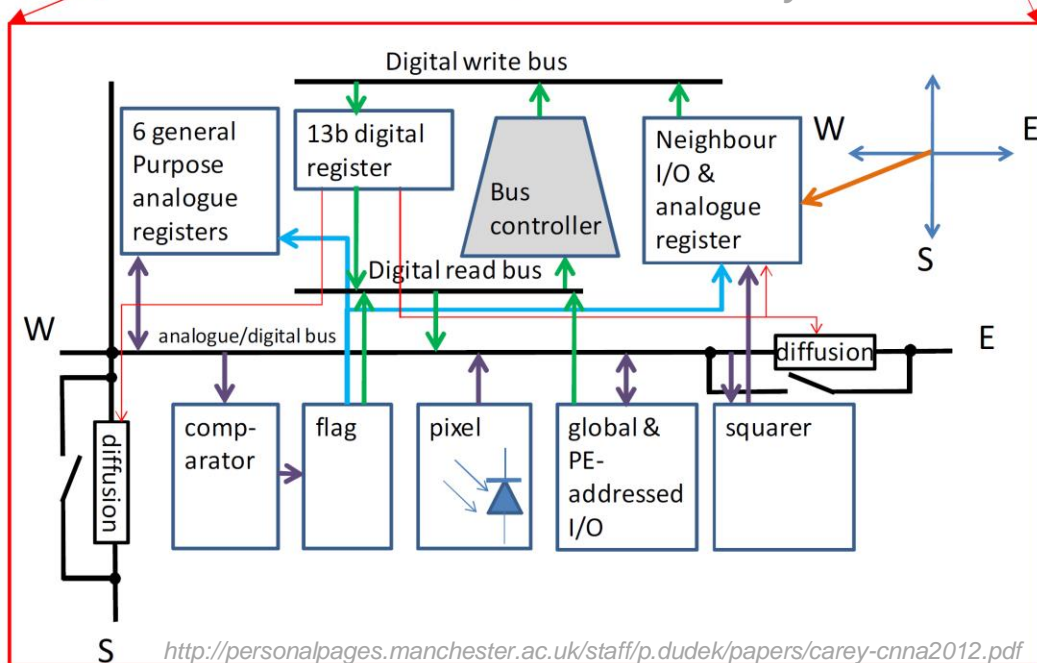 Digital write bus
6 general
Purpose
analogue
registers
13b digital
register
Bus
controller
Neighbour
I/O &
analogue
register
W
E
S
Digital read bus
W
analogue/digital bus
E
diffusion
diffusion
comp-
arator
flag
pixel
global &
PE-
addressed
I/O
squarer
S
http://personalpages.manchester.ac.uk/staff/p.dudek/papers/carey-cnna2012.pdf